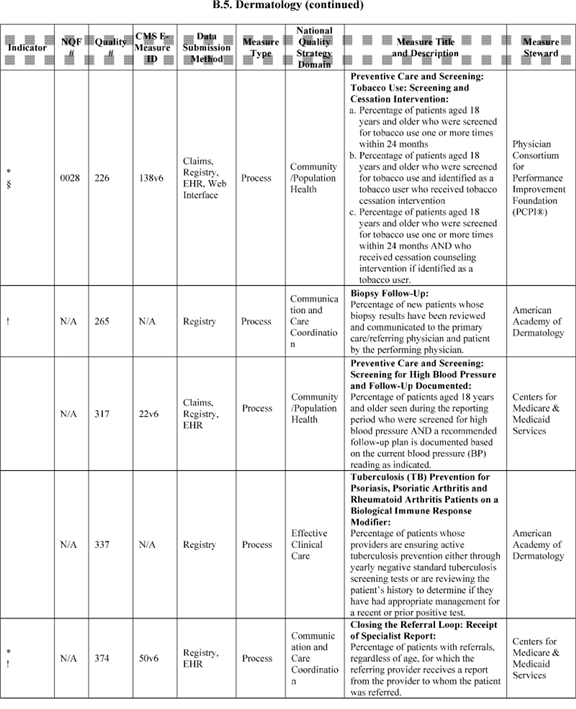 B.5. Dermatology (continued)
Indicator
NQF
#
Quality
#
CMS E-
Measure
ID
Data
Submission
Method
Measure
Type
National
Quality
Strategy
Domain
Measure Title
and Description
Measure
Steward
*
§
0028
226
138v6
Claims,
Registry,
EHR, Web
Interface
Process
Community
/Population
Health
Preventive Care and Screening:
Tobacco Use: Screening and
Cessation Intervention:
a. Percentage of patients aged 18
years and older who were screened
for tobacco use one or more times
within 24 months
b. Percentage of patients aged 18
years and older who were screened
for tobacco use and identified as a
tobacco user who received tobacco
cessation intervention
c. Percentage of patients aged 18
years and older who were screened
for tobacco use one or more times
within 24 months AND who
received cessation counseling
intervention if identified as a
tobacco user.
Physician
Consortium
for
Performance
Improvement
Foundation
(PCPI®)
!
N/A
265
N/A
Registry
Process
Communica
tion and
Care
Coordinatio
n
Biopsy Follow-Up:
Percentage of new patients whose
biopsy results have been reviewed
and communicated to the primary
care/referring physician and patient
by the performing physician.
American
Academy of
Dermatology
N/A
317
22v6
Claims,
Registry,
EHR
Process
Community
/Population
Health
Preventive Care and Screening:
Screening for High Blood Pressure
and Follow-Up Documented:
Percentage of patients aged 18 years
and older seen during the reporting
period who were screened for high
blood pressure AND a recommended
follow-up plan is documented based
on the current blood pressure (BP)
reading as indicated.
Centers for
Medicare &
Medicaid
Services
N/A
337
N/A
Registry
Process
Effective
Clinical
Care
Tuberculosis (TB) Prevention for
Psoriasis, Psoriatic Arthritis and
Rheumatoid Arthritis Patients on a
Biological Immune Response
Modifier:
Percentage of patients whose
providers are ensuring active
tuberculosis prevention either through
yearly negative standard tuberculosis
screening tests or are reviewing the
patient's history to determine if they
have had appropriate management for
a recent or prior positive test.
American
Academy of
Dermatology
*
!
N/A
374
50v6
Registry,
EHR
Process
Communic
ation and
Care
Coordinatio
n
Closing the Referral Loop: Receipt
of Specialist Report:
Percentage of patients with referrals,
regardless of age, for which the
referring provider receives a report
from the provider to whom the patient
was referred.
Centers for
Medicare &
Medicaid
Services